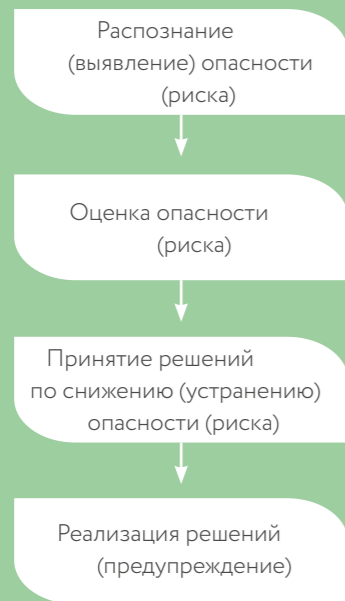 Распознание
(выявление) опасности
(риска)
Оценка опасности
(риска)
Принятие решений
по снижению (устранению)
опасности (риска)
Реализация решений
(предупреждение)